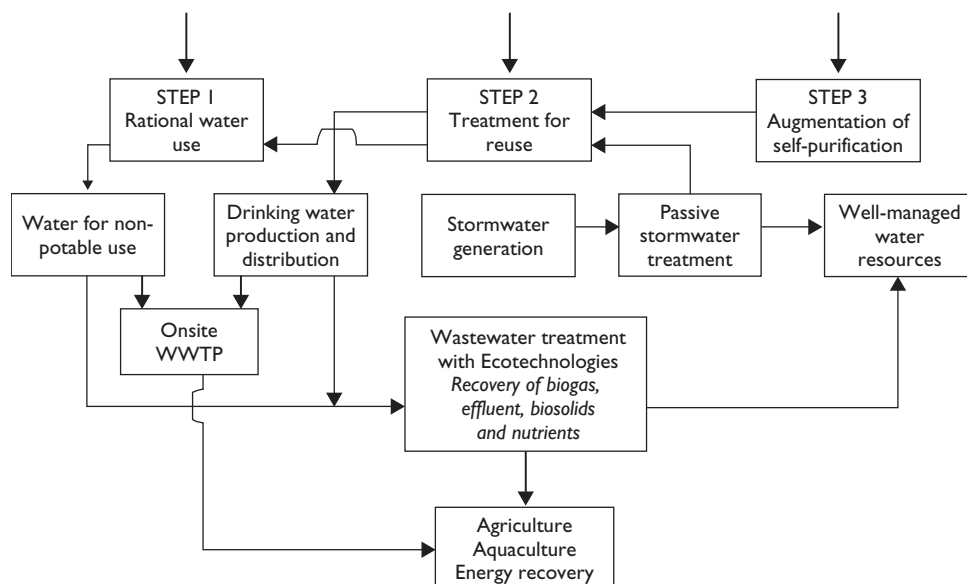 STEP 1
Rational water
use
STEP 2
Treatment for
reuse
STEP 3
Augmentation of
self-purification
Water for non-
potable use
Drinking water
production and
distribution
Stormwater
generation
Passive
stormwater
treatment
Well-managed
water
resources
Onsite
WWTP
Wastewater treatment
with Ecotechnologies
Recovery of biogas,
effluent, biosolids
and nutrients
Agriculture
Aquaculture
Energy recovery